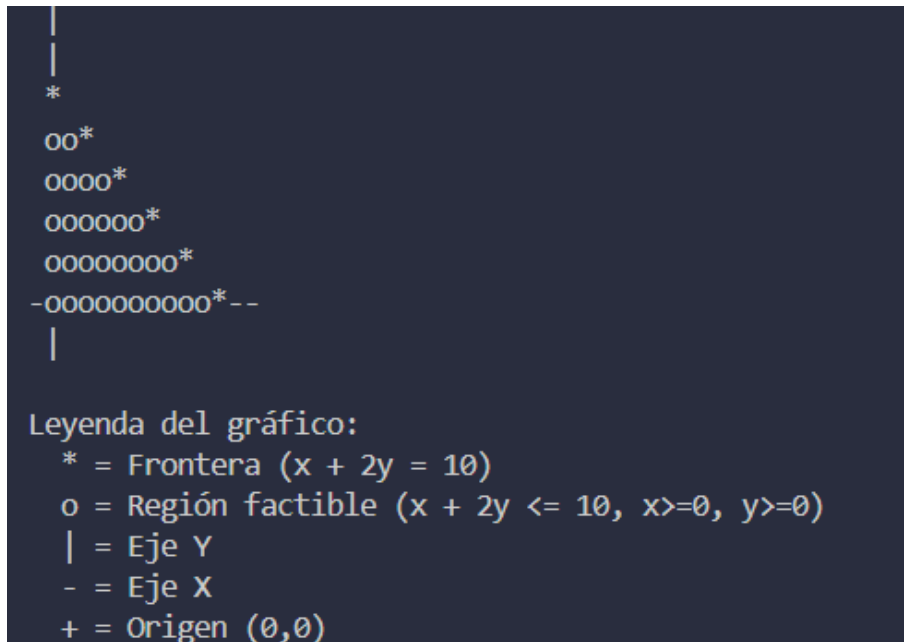 |
|
*
oo*
oooo*
oooooo*
oooooooo*
-oooooooooo*--
|
Leyenda del gráfico:
* = Frontera (x + 2y = 10)
o = Región factible (x + 2y <= 10, x>=0, y>=0)
| = Eje Y
- = Eje X
+ = Origen (0,0)